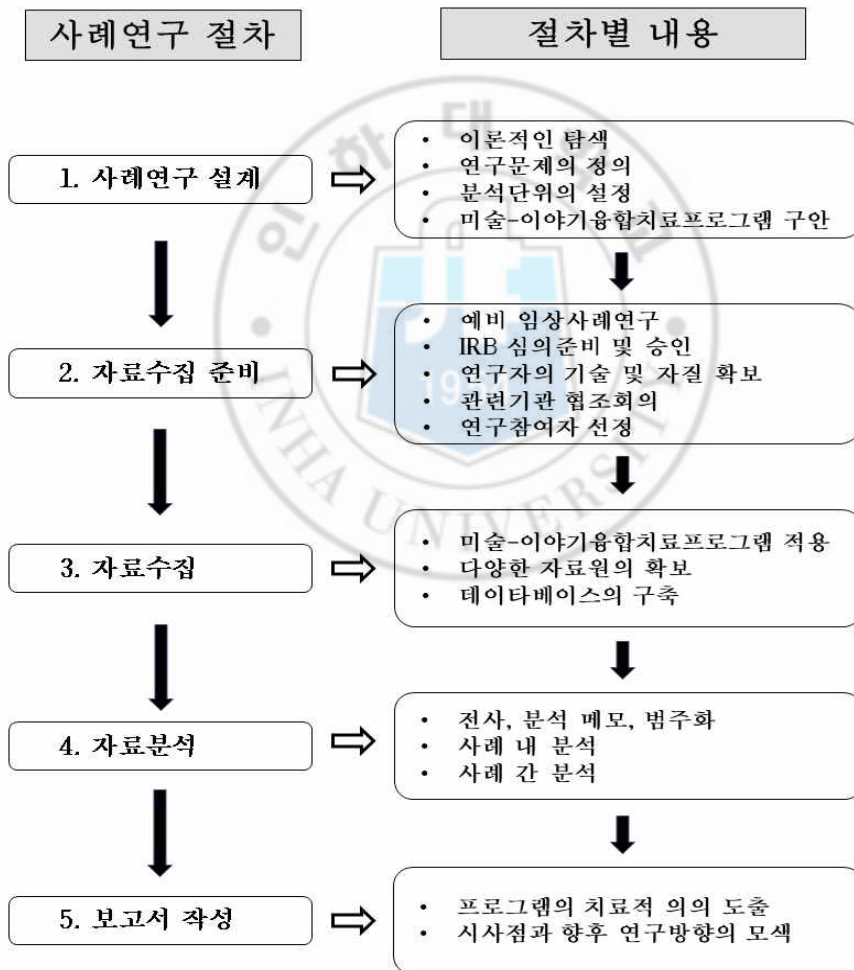 사례연구 절차
절차별 내용
1. 사례연구 설계
• 이론적인 탐색
• 연구문제의 정의
• 분석단위의 설정
• 미술-이야기융합치료프로그램 구안
2. 자료수집 준비
• 예비 임상사례연구
• IRB 심의준비 및 승인
• 연구자의 기술 및 자질 확보
• 관련기관 협조회의
• 연구참여자 선정
3. 자료수집
• 미술-이야기융합치료프로그램 적용
• 다양한 자료원의 확보
• 데이타베이스의 구축
4. 자료분석
• 전사, 분석 메모, 범주화
• 사례 내 분석
• 사례 간 분석
5. 보고서 작성
• 프로그램의 치료적 의의 도출
• 시사점과 향후 연구방향의 모색
인하대학교
1954
INHA UNIVERSITY